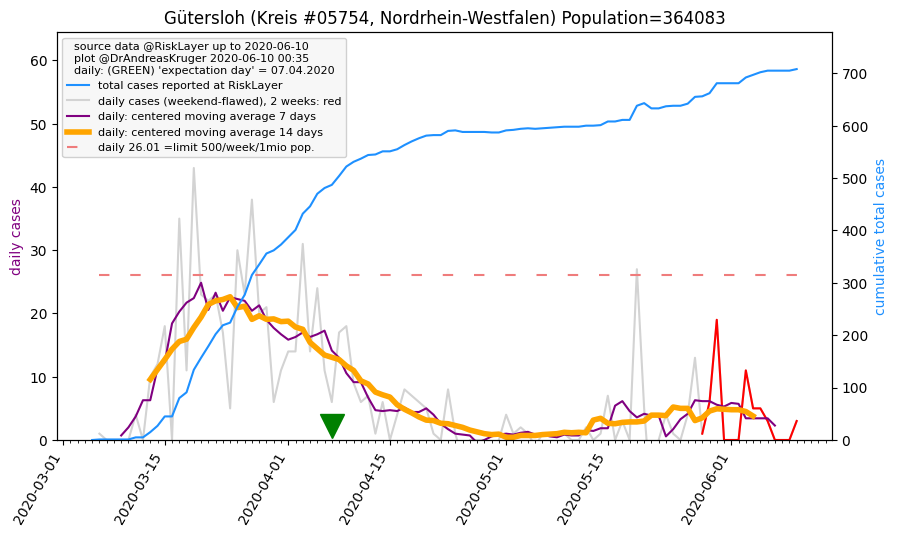 Gütersloh (Kreis #05754, Nordrhein-Westfalen) Population=364083
source data @RiskLayer up to 2020-06-10
plot @DrAndreasKruger 2020-06-10 00:35
daily: (GREEN) 'expectation day' = 07.04.2020
total cases reported at RiskLayer
daily cases (weekend-flawed), 2 weeks: red
daily: centered moving average 7 days
daily: centered moving average 14 days
daily 26.01 =limit 500/week/1mio pop.
daily cases
60
50
40
30
20
10
0
700
600
500
400
300
200
100
0
cumulative total cases
2020-03-01
2020-03-15
2020-04-01
2020-04-15
2020-05-01
2020-05-15
2020-06-01